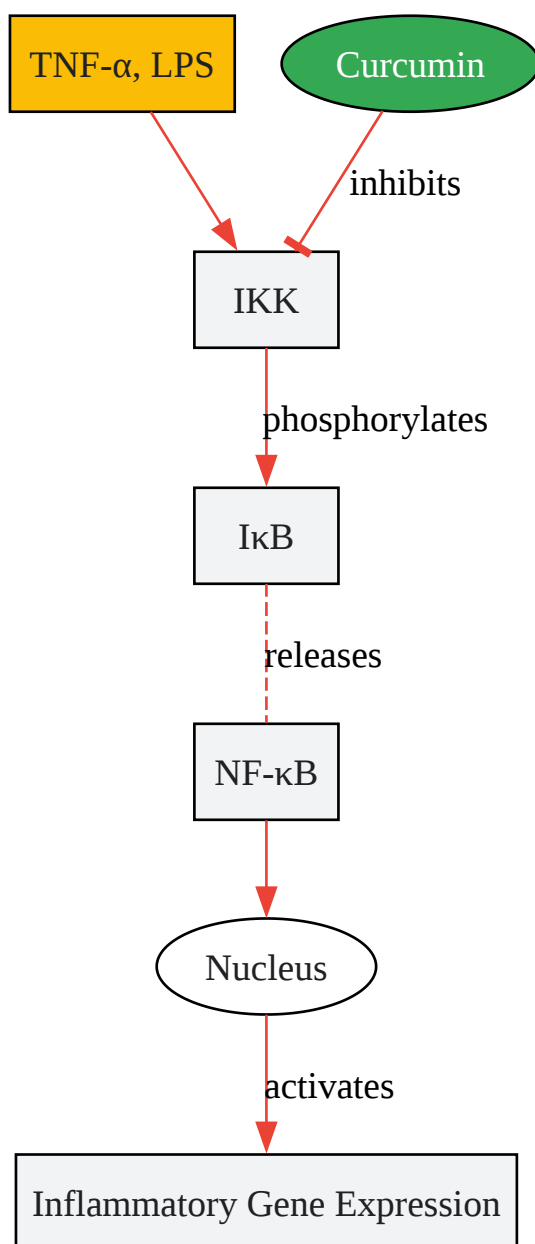 TNF-α, LPS
Curcumin
inhibits
IKK
phosphorylates
IκB
releases
NF-κB
Nucleus
activates
Inflammatory Gene Expression